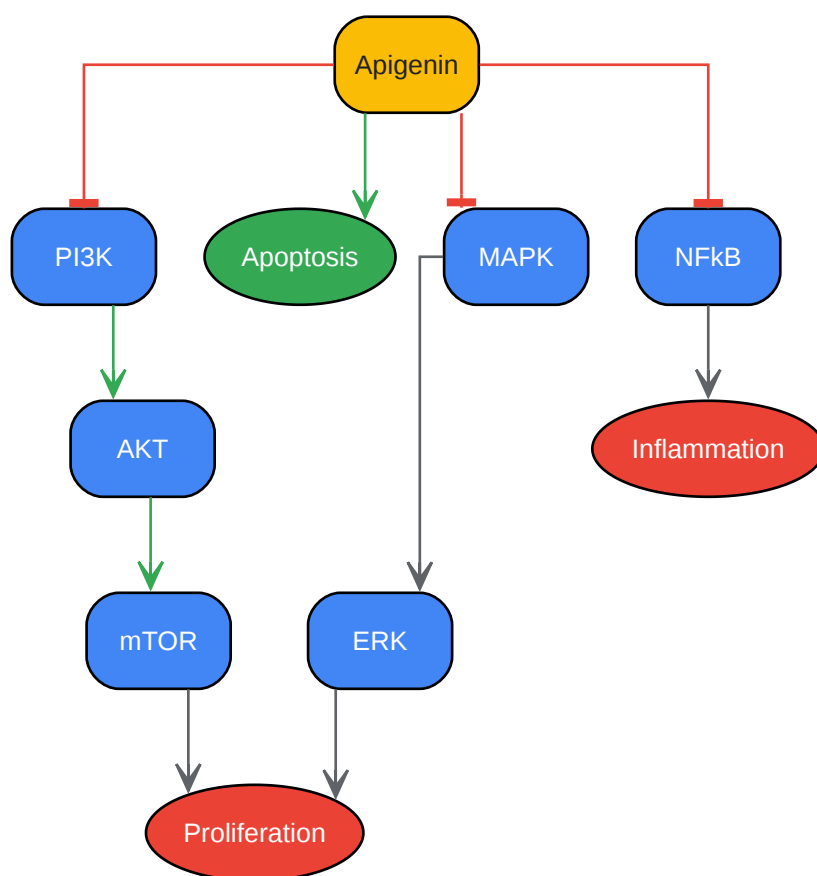 Apigenin
PI3K
Apoptosis
MAPK
NFkB
AKT
Inflammation
mTOR
ERK
Proliferation